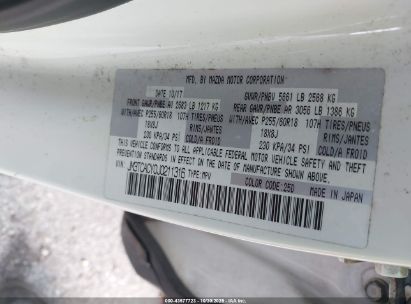 MFD. BY MAZDA MOTOR CORPORATION
DATE 10/17 GVWR/PNBV 5661 LB 2568 KG
FRONT GAWR/PNBE AV 2683 LB 1217 KG REAR GAWR/PNBE AR 3056 LB 1386 KG
WITH/AVEC P255/60R18 107H TIRES/PNEUS WITH/AVEC P255/60R18 107H TIRES/PNEUS
18X8J RIMS/JANTES 18X8J RIMS/JANTES
230 KPA/34 PSI COLD/A FROID 230 KPA/34 PSI COLD/A FROID
THIS VEHICLE CONFORMS TO ALL APPLICABLE FEDERAL MOTOR VEHICLE SAFETY AND
THEFT PREVENTION STANDARDS IN EFFECT ON THE DATE OF MANUFACTURE SHOWN ABOVE.
VIN: TYPE: MPV
COLOR CODE: 25D MADE IN JAPAN